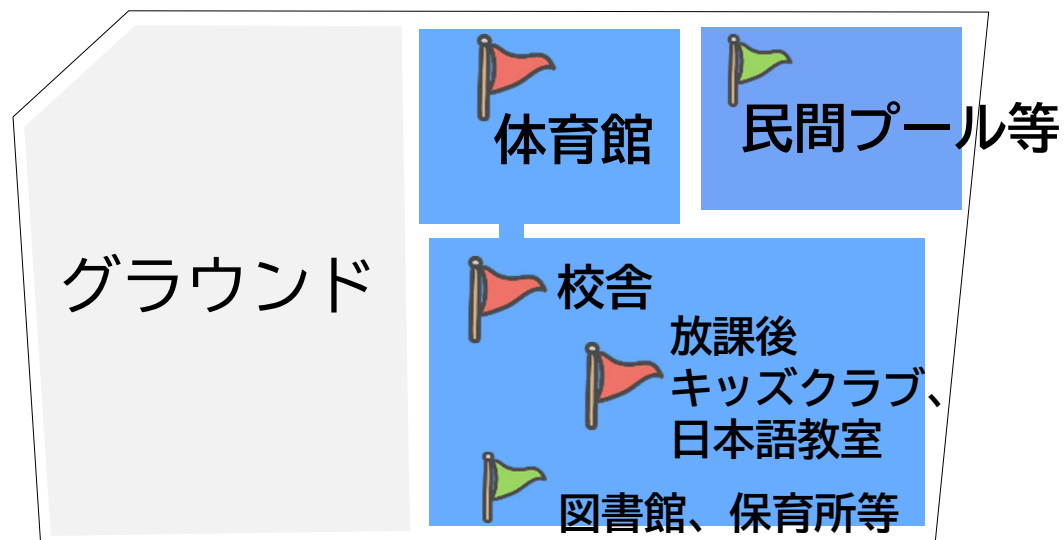 体育館
民間プール等
グラウンド
校舎
放課後
キッズクラブ、
日本語教室
図書館、保育所等